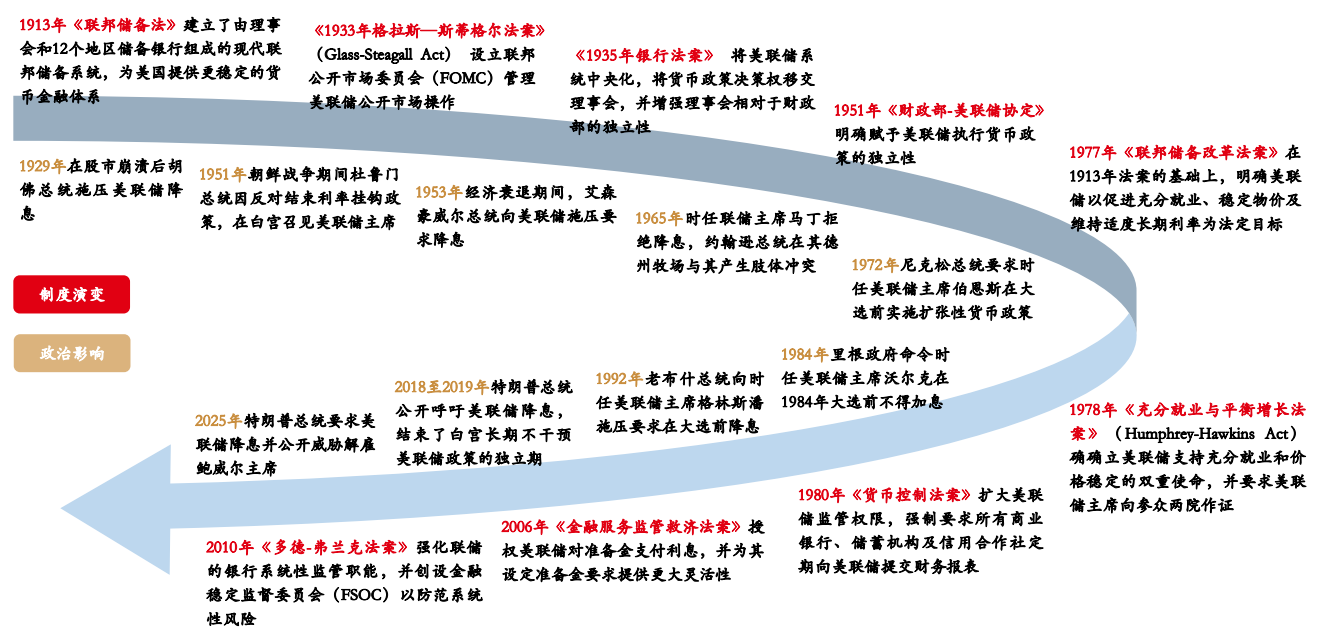 1913年《联邦储备法》建立了由理事
会和12个地区储备银行组成的现代联
邦储备系统，为美国提供更稳定的货
币金融体系
《1933年格拉斯—斯蒂格尔法案》
（Glass-Steagall Act） 设立联邦
公开市场委员会（FOMC）管理
美联储公开市场操作
《1935年银行法案》 将美联储系
统中央化，将货币政策决策权移交
理事会，并增强理事会相对于财政
部的独立性
1951年《财政部-美联储协定》
明确赋予美联储执行货币政
策的独立性
1977年《联邦储备改革法案》在
1913年法案的基础上，明确美联
储以促进充分就业、稳定物价及
维持适度长期利率为法定目标
1929年在股市崩溃后胡
佛总统施压美联储降
息
1951年朝鲜战争期间杜鲁门
总统因反对结束利率挂钩政
策，在白宫召见美联储主席
1953年经济衰退期间，艾森
豪威尔总统向美联储施压要
求降息
1965年时任联储主席马丁拒
绝降息，约翰逊总统在其德
州牧场与其产生肢体冲突
1972年尼克松总统要求时
任美联储主席伯恩斯在大
选前实施扩张性货币政策
制度演变
政治影响
1984年里根政府命令时
任美联储主席沃尔克在
1984年大选前不得加息
1992年老布什总统向时
任美联储主席格林斯潘
施压要求在大选前降息
2018至2019年特朗普总统
公开呼吁美联储降息，
结束了白宫长期不干预
美联储政策的独立期
2025年特朗普总统要求美
联储降息并公开威胁解雇
鲍威尔主席
1978年《充分就业与平衡增长法
案》（Humphrey-Hawkins Act）
确确立美联储支持充分就业和价
格稳定的双重使命，并要求美联
储主席向参众两院作证
1980年《货币控制法案》扩大美联
储监管权限，强制要求所有商业
银行、储蓄机构及信用合作社定
期向美联储提交财务报表
2006年《金融服务监管救济法案》授
权美联储对准备金支付利息，并为其
设定准备金要求提供更大灵活性
2010年《多德-弗兰克法案》强化联储
的银行系统性监管职能，并创设金融
稳定监督委员会（FSOC）以防范系统
性风险